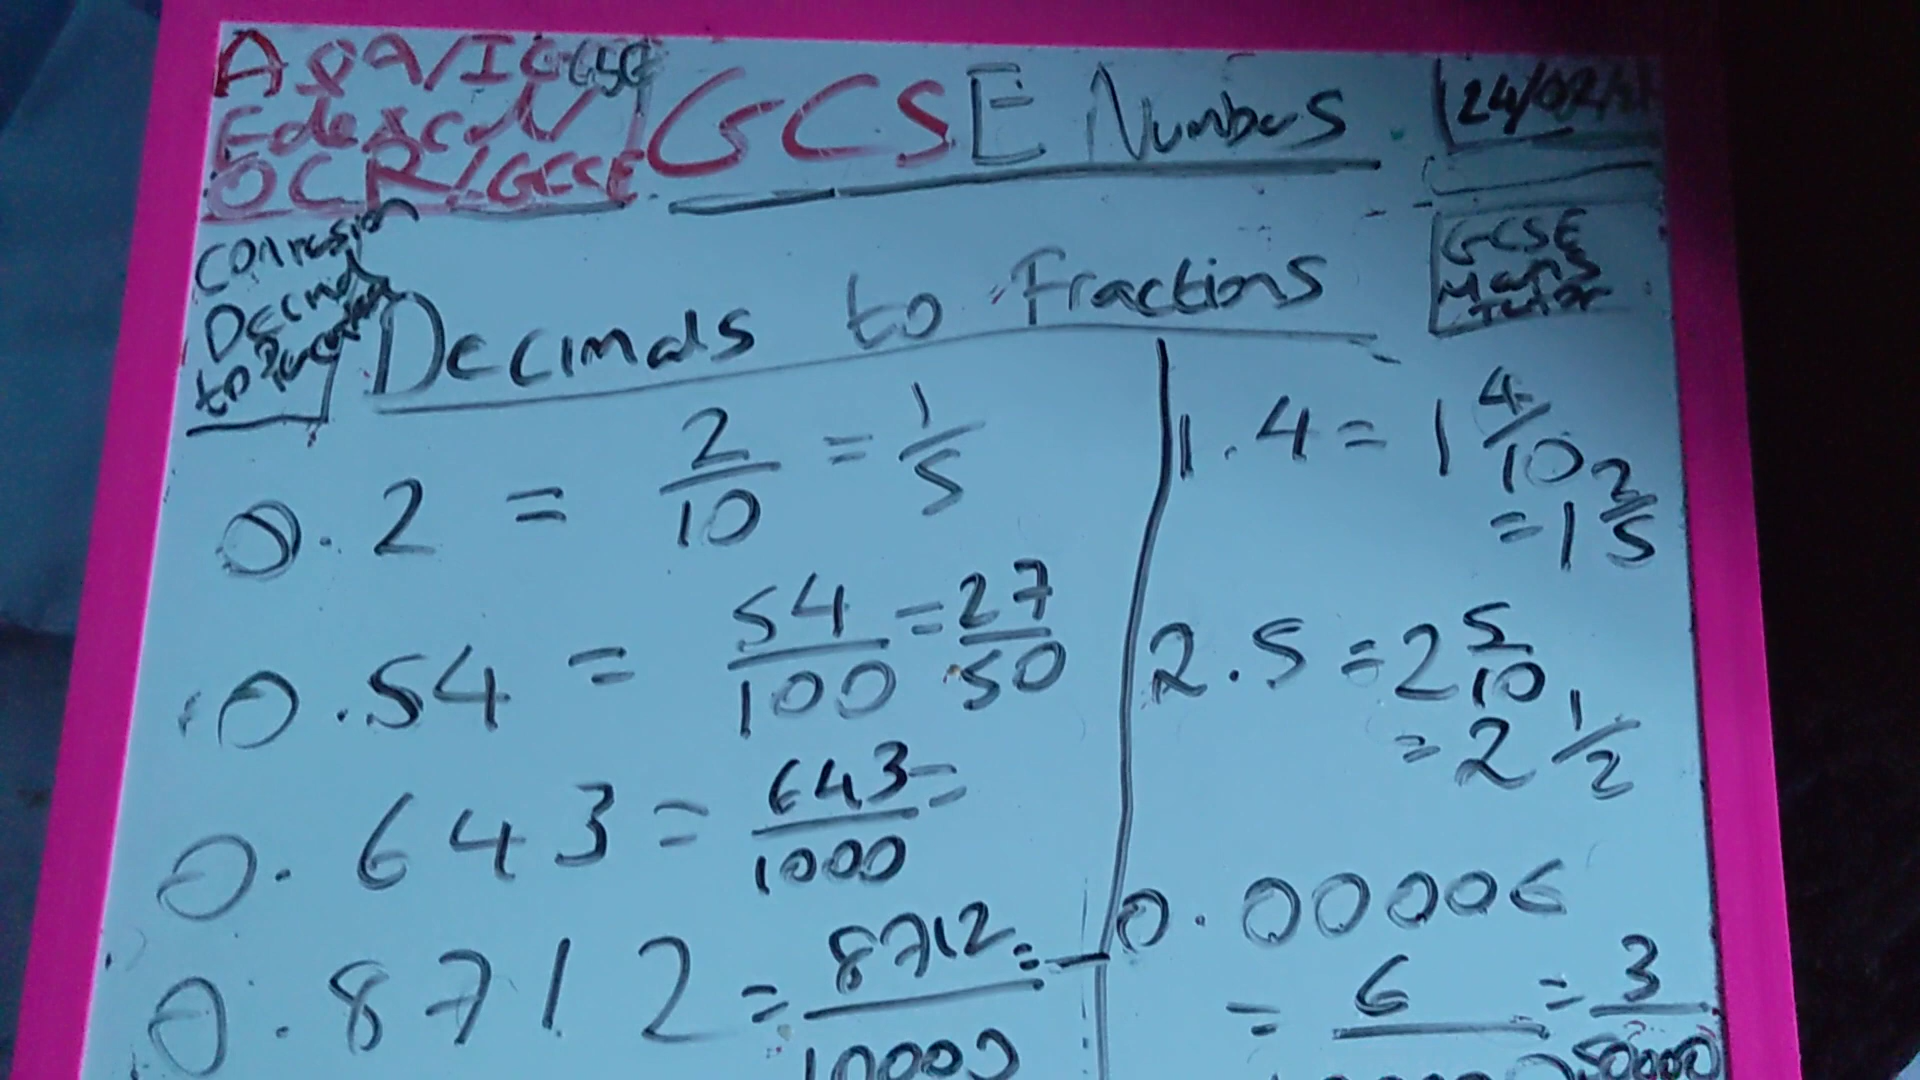 AQA/IGCSE
Edexcel/
OCR/GCSE
GCSE Numbers
24/02/
Decimal
to
GCSE
Maths
Tutor
Decimals to Fractions
0.2 = 2/10 = 1/5
0.54 = 54/100 = 27/50
0.643 = 643/1000 =
0.8712 = 8712/10000 =
1.4 = 1 4/10
= 1 2/5
2.5 = 2 5/10
= 2 1/2
0.00006
= 6 = 3/50000